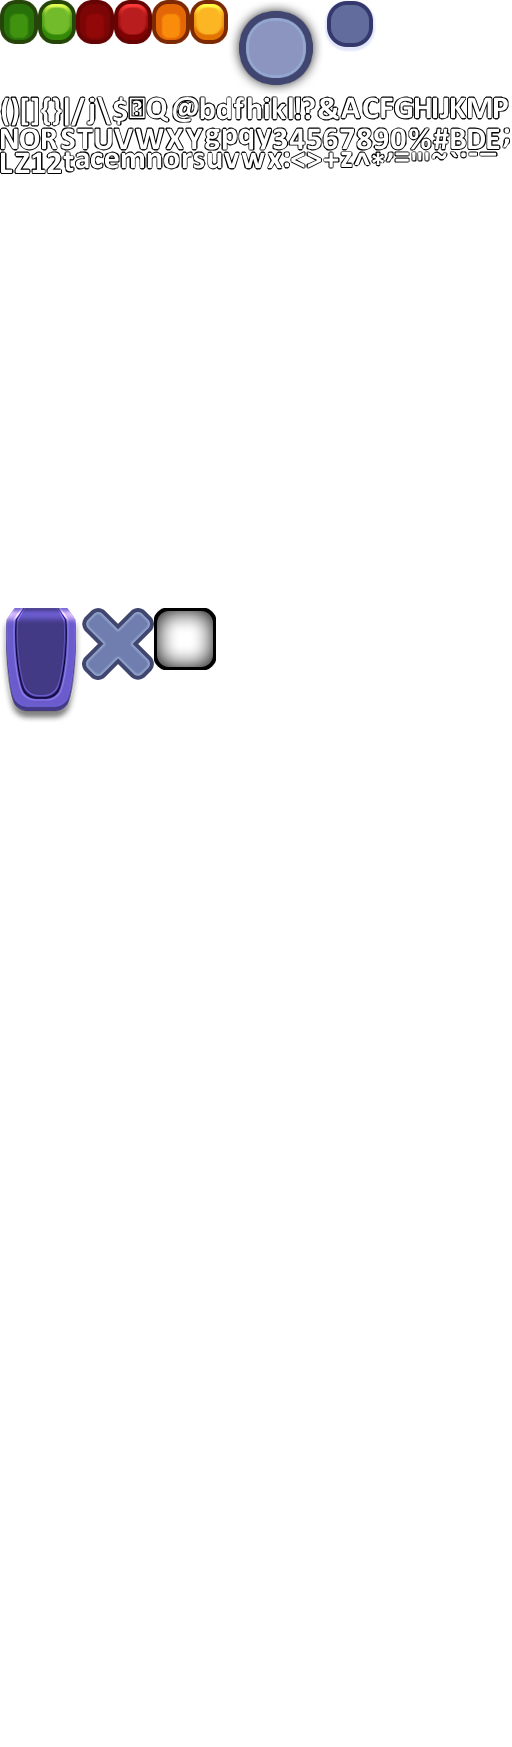 ()[]{}|/j\$Q@bdfhikl!?&ACFGHIJKMP
NORSTUVWXYgpqy34567890%#BDE;
LZ12tacemnorsuvwx:<>+z^*,="'~`.-_